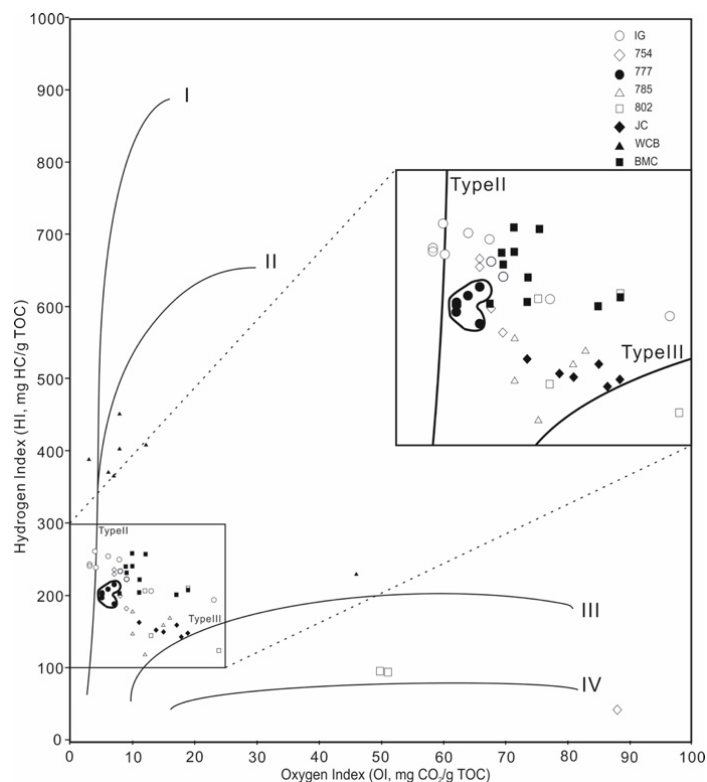 1000
900
800
700
600
500
400
300
200
100
0
Hydrogen Index (HI, mg HC/g TOC)
I
II
III
IV
IG
754
777
785
802
JC
WCB
BMC
TypeII
TypeIII
TypeII
TypeIII
0
10
20
30
40
50
60
70
80
90
100
Oxygen Index (OI, mg CO₂/g TOC)